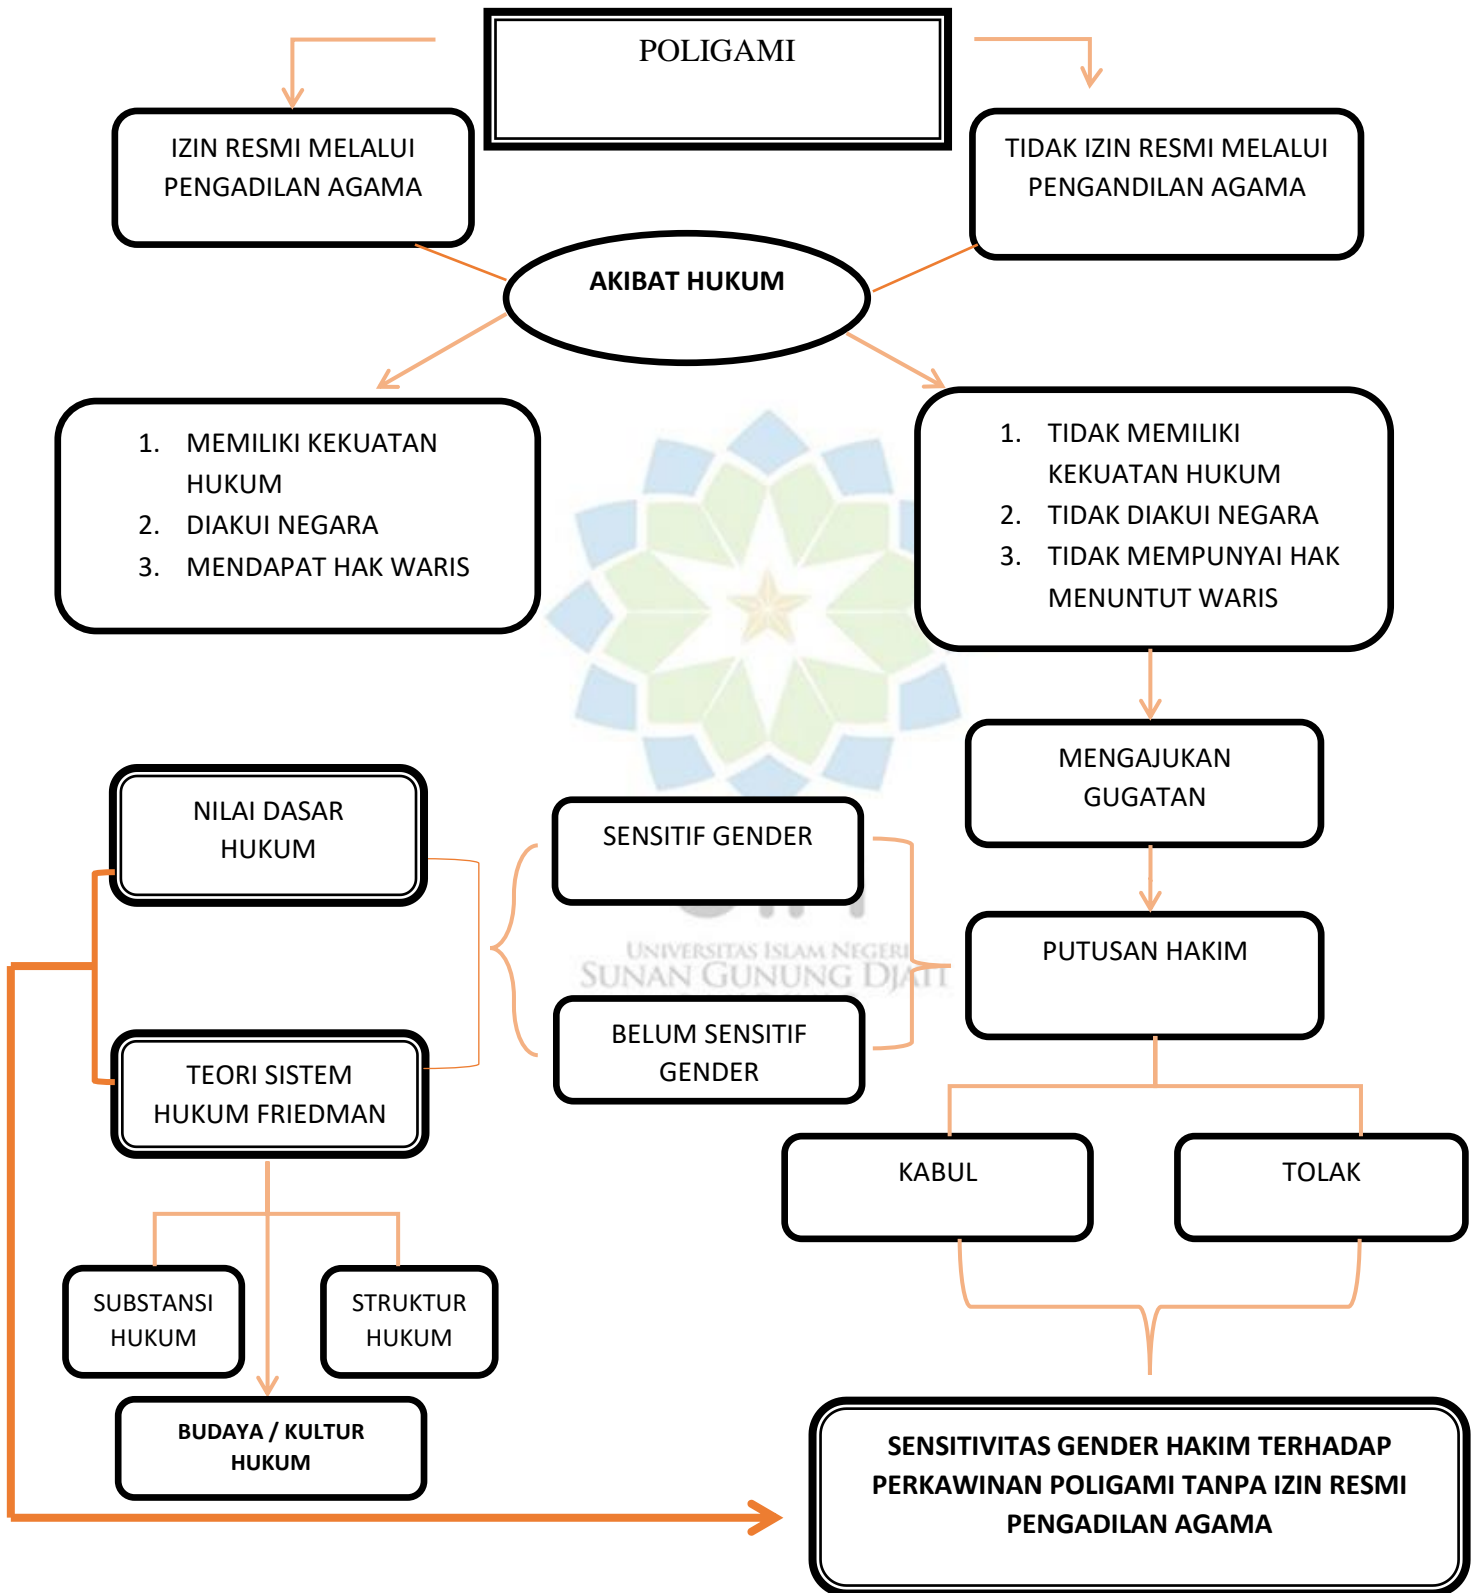 POLIGAMI
IZIN RESMI MELALUI
PENGADILAN AGAMA
TIDAK IZIN RESMI MELALUI
PENGANDILAN AGAMA
AKIBAT HUKUM
1. MEMILIKI KEKUATAN
HUKUM
2. DIAKUI NEGARA
3. MENDAPAT HAK WARIS
1. TIDAK MEMILIKI
KEKUATAN HUKUM
2. TIDAK DIAKUI NEGARA
3. TIDAK MEMPUNYAI HAK
MENUNTUT WARIS
MENGAJUKAN
GUGATAN
NILAI DASAR
HUKUM
SENSITIF GENDER
PUTUSAN HAKIM
UNIVERSITAS ISLAM NEGERI
SUNAN GUNUNG DJATI
BELUM SENSITIF
GENDER
TEORI SISTEM
HUKUM FRIEDMAN
KABUL
TOLAK
SUBSTANSI
HUKUM
STRUKTUR
HUKUM
BUDAYA / KULTUR
HUKUM
SENSITIVITAS GENDER HAKIM TERHADAP
PERKAWINAN POLIGAMI TANPA IZIN RESMI
PENGADILAN AGAMA